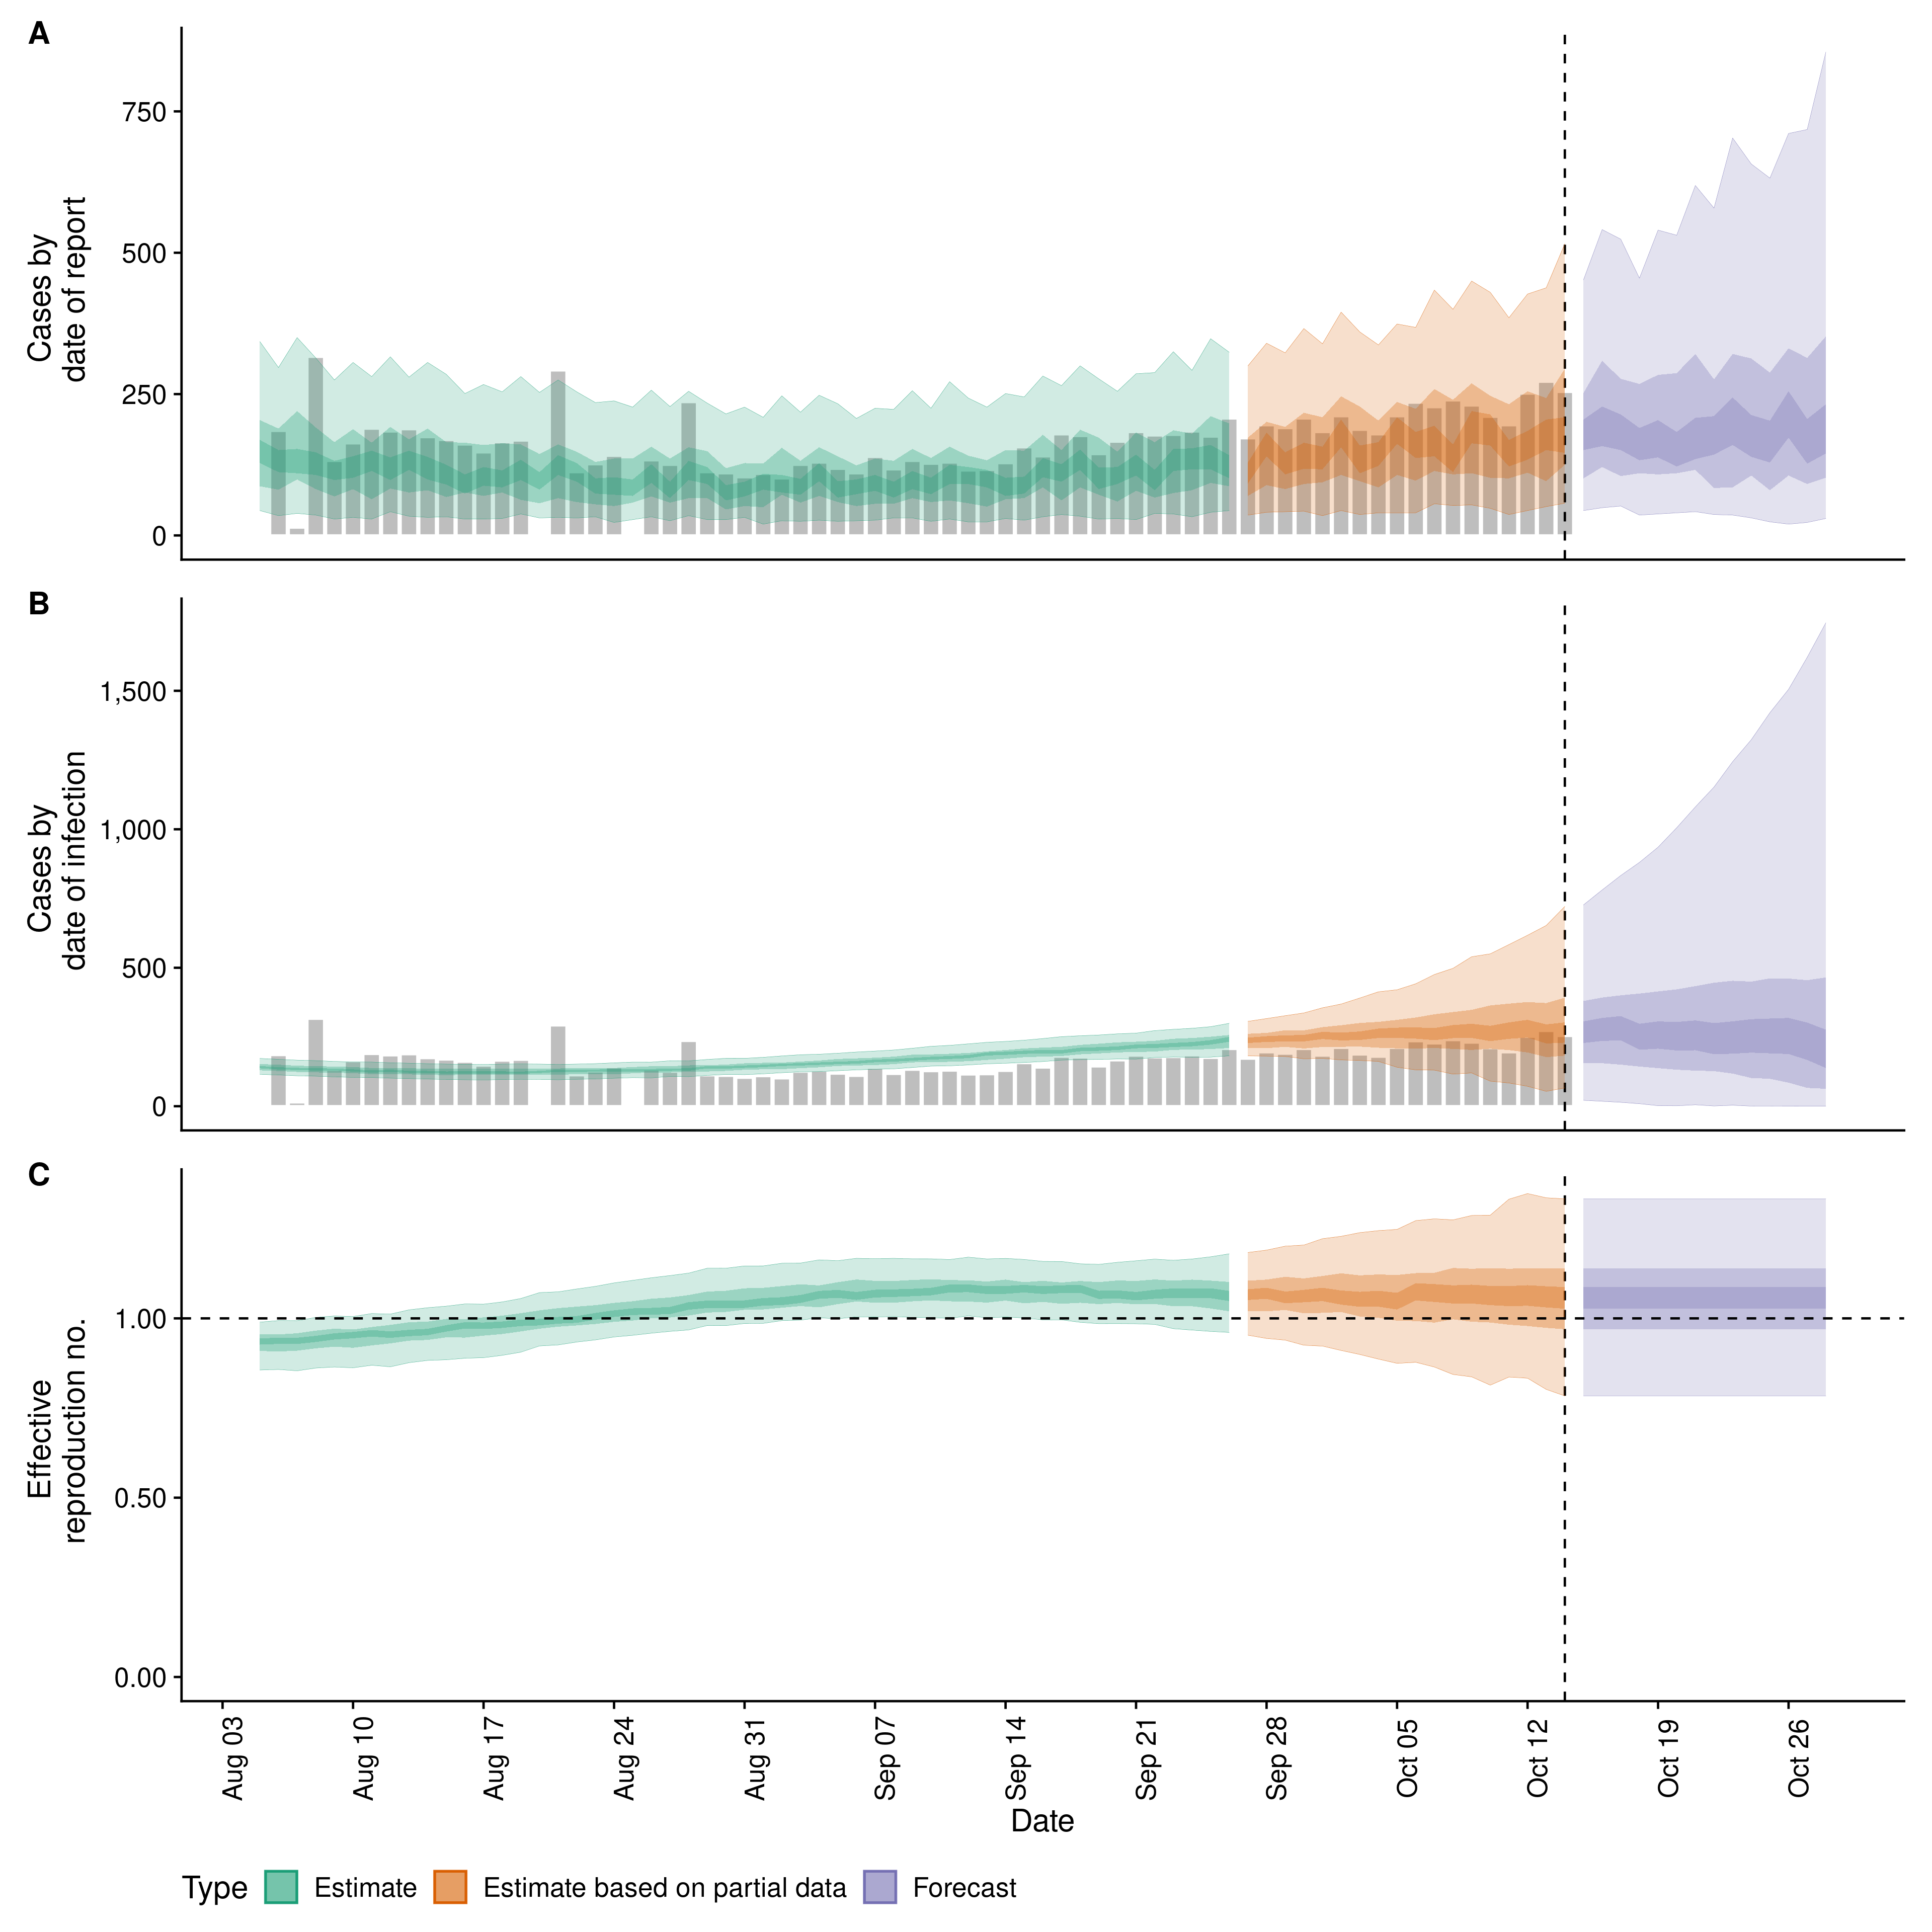 A
Cases by
date of report
750
500
250
0
B
Cases by
date of infection
1,500
1,000
500
0
C
Effective
reproduction no.
1.00
0.50
0.00
Aug 03
Aug 10
Aug 17
Aug 24
Aug 31
Sep 07
Sep 14
Sep 21
Sep 28
Oct 05
Oct 12
Oct 19
Oct 26
Date
Type Estimate Estimate based on partial data Forecast